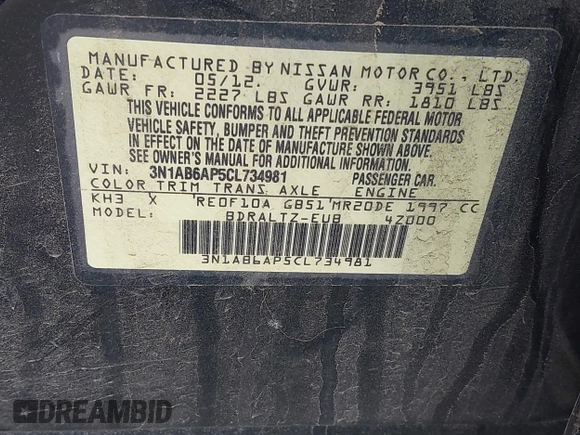 MANUFACTURED BY NISSAN MOTOR CO., LTD.
DATE: 05/12. GVWR: 3951 LBS
GAWR FR: 2227 LBS GAWR RR: 1810 LBS
THIS VEHICLE CONFORMS TO ALL APPLICABLE FEDERAL MOTOR
VEHICLE SAFETY, BUMPER AND THEFT PREVENTION STANDARDS
IN EFFECT ON THE DATE OF MANUFACTURE SHOWN ABOVE.
SEE OWNER'S MANUAL FOR ADDITIONAL INFORMATION.
VIN: 3N1AB6AP5CL734981 PASSENGER CAR.
COLOR TRIM TRANS AXLE ENGINE
KH3 X RE0F10A GB51 MR20DE 1997 CC
MODEL: BDRALTZ-EUB 4Z000
3N1AB6AP5CL734981
DREAMBID